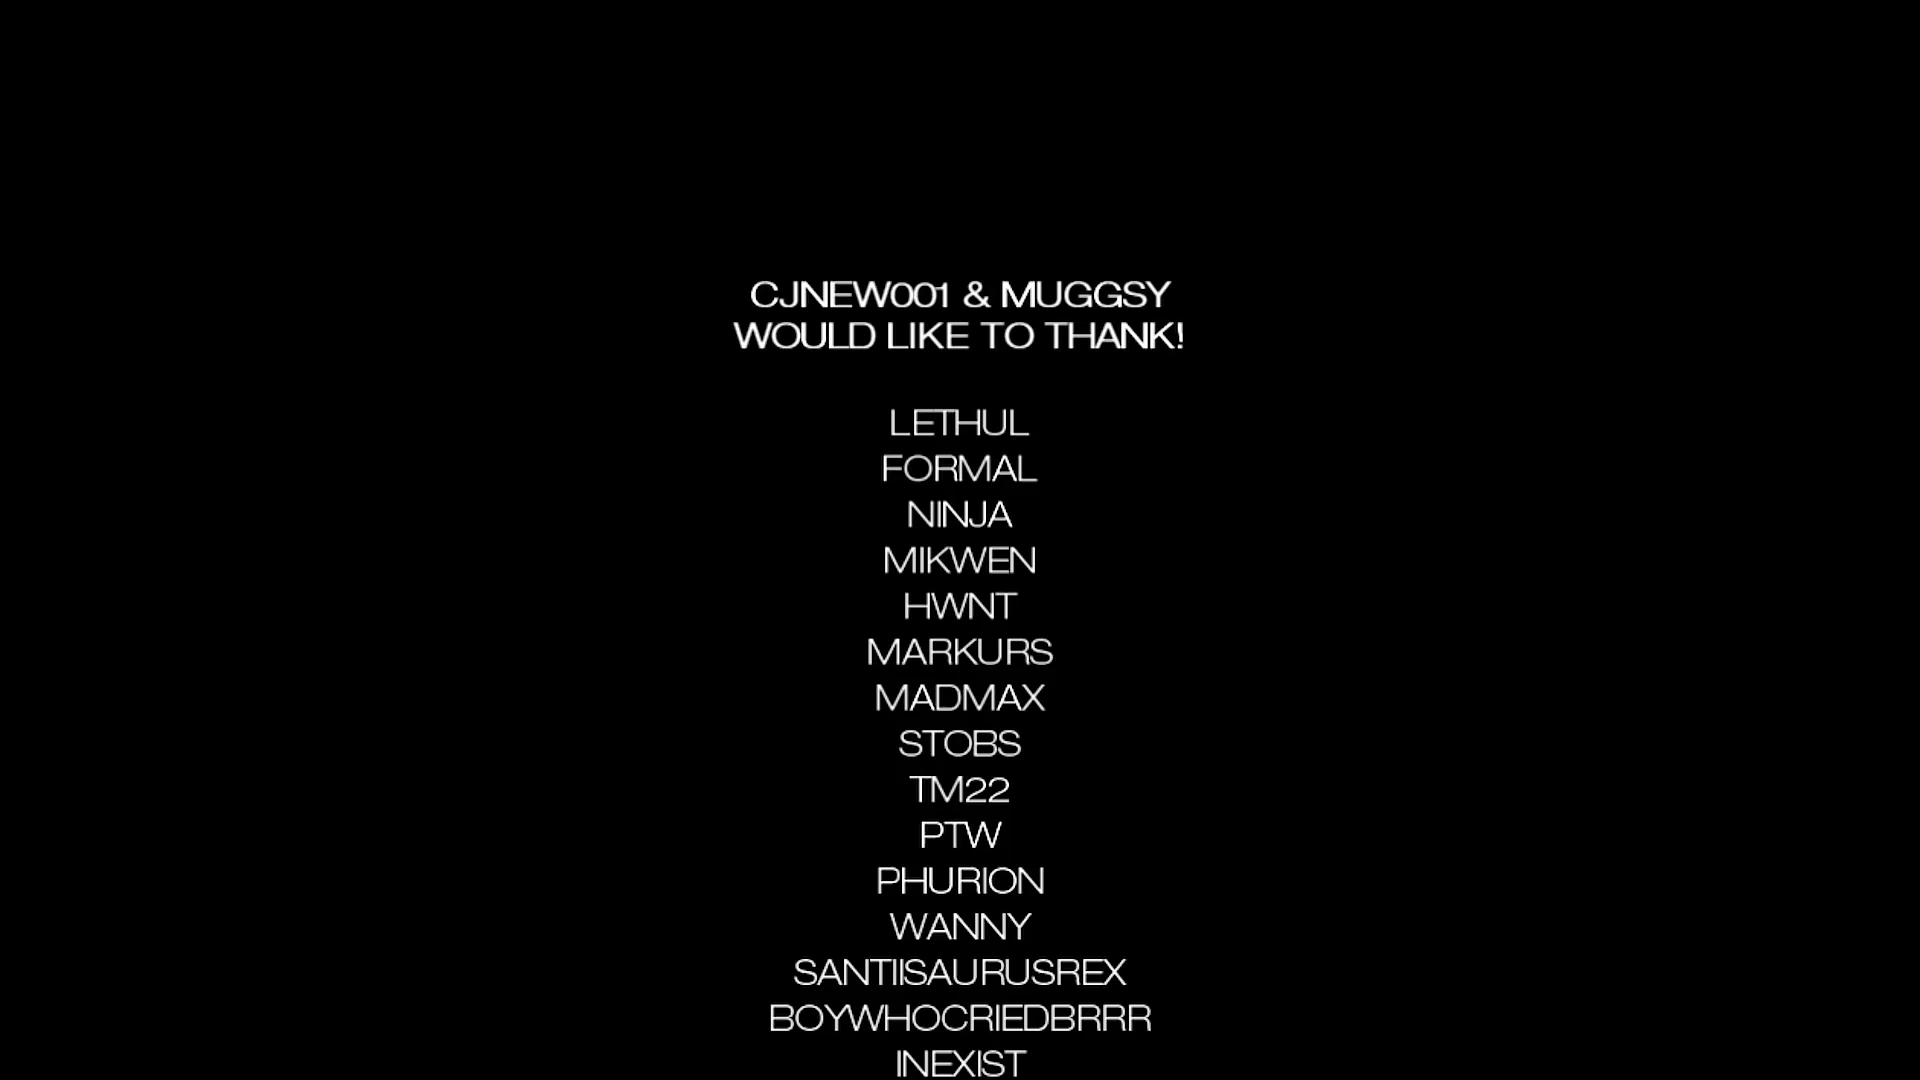 CJNEW001 & MUGGSY
WOULD LIKE TO THANK!
LETHUL
FORMAL
NINJA
MIKWEN
HWNT
MARKURS
MADMAX
STOBS
TM22
PTW
PHURION
WANNY
SANTIISAURUSREX
BOYWHOCRIEDBRRR
INEXIST